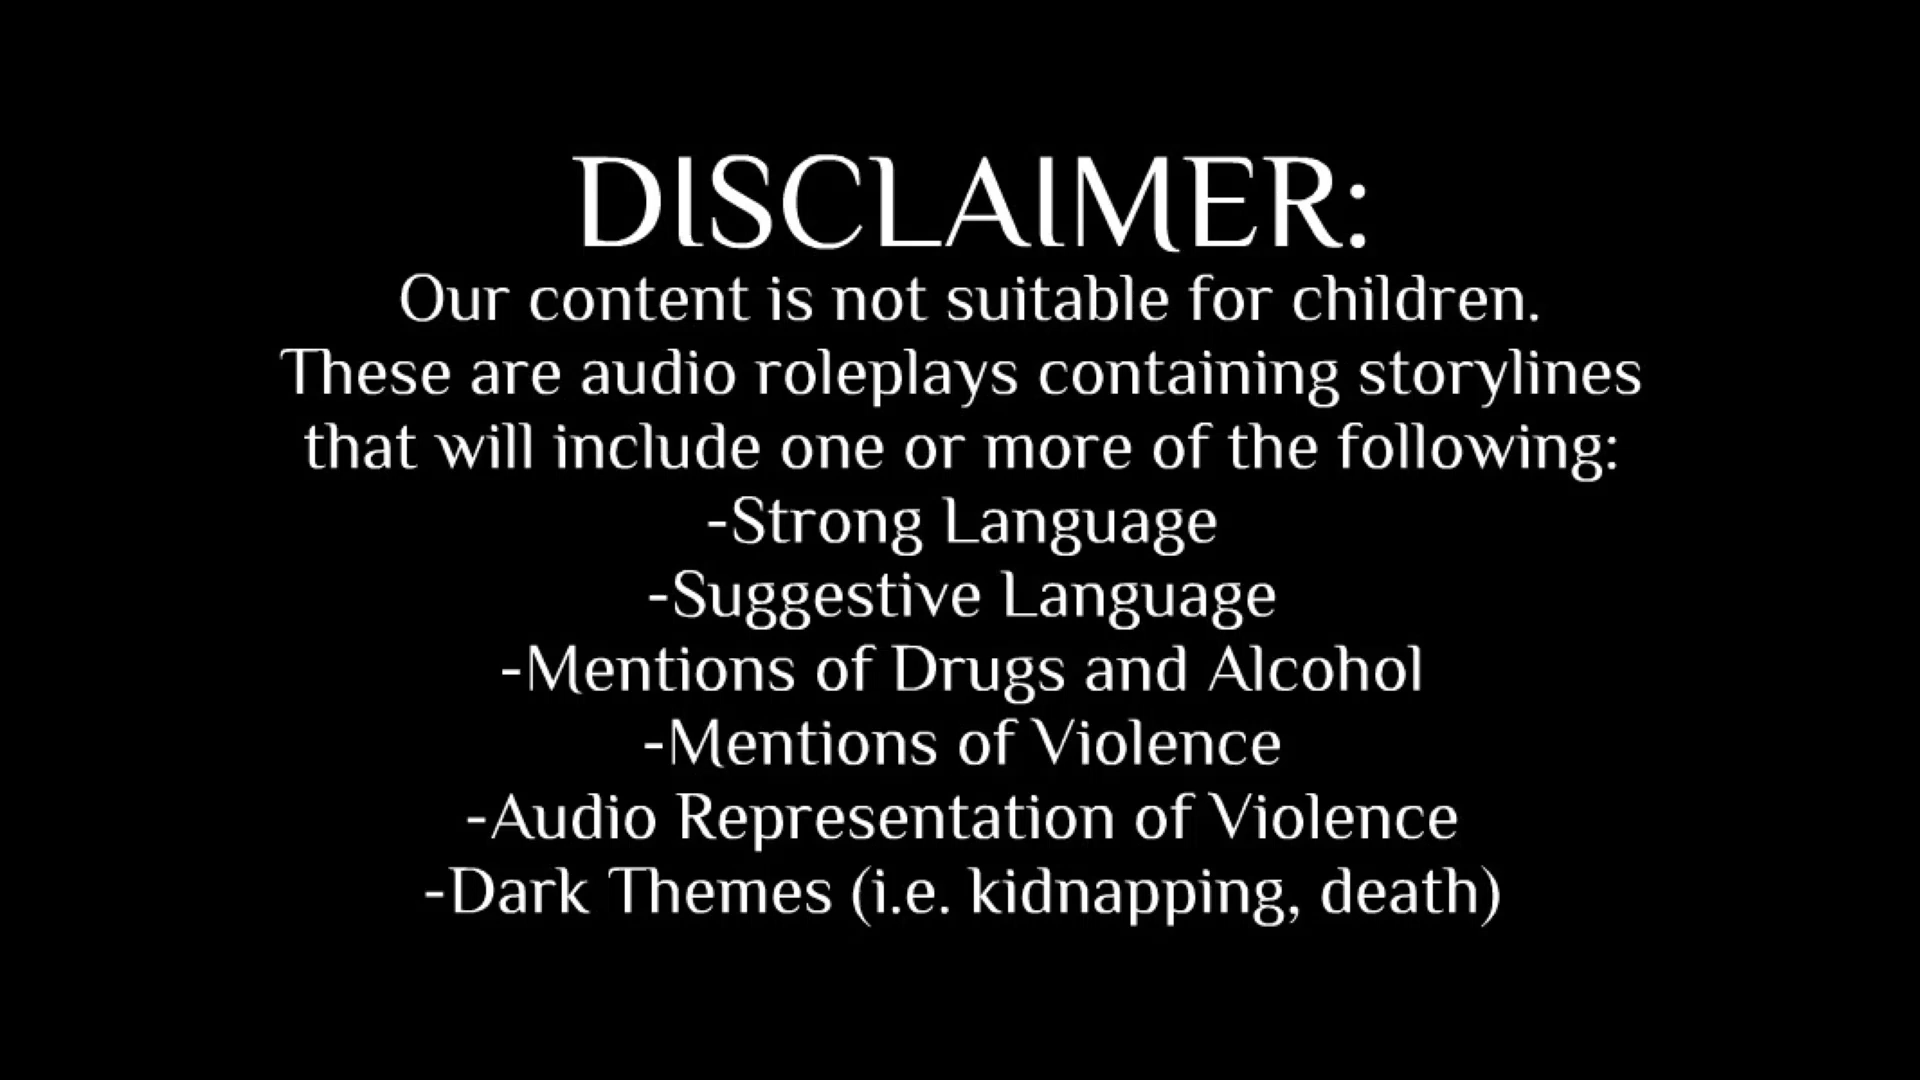 DISCLAIMER:
Our content is not suitable for children.
These are audio roleplays containing storylines
that will include one or more of the following:
-Strong Language
-Suggestive Language
-Mentions of Drugs and Alcohol
-Mentions of Violence
-Audio Representation of Violence
-Dark Themes (i.e. kidnapping, death)